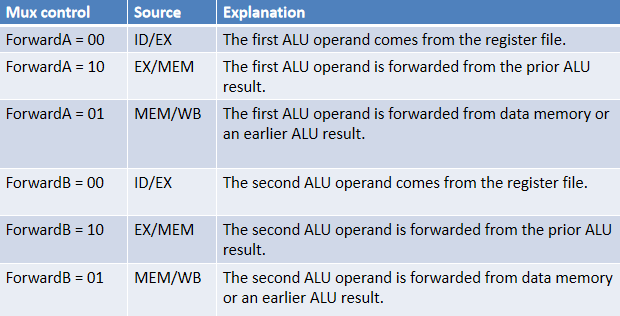 Mux control Source Explanation
ForwardA = 00 ID/EX The first ALU operand comes from the register file.
ForwardA = 10 EX/MEM The first ALU operand is forwarded from the prior ALU
result.
ForwardA = 01 MEM/WB The first ALU operand is forwarded from data memory or
an earlier ALU result.
ForwardB = 00 ID/EX The second ALU operand comes from the register file.
ForwardB = 10 EX/MEM The second ALU operand is forwarded from the prior ALU
result.
ForwardB = 01 MEM/WB The second ALU operand is forwarded from data memory
or an earlier ALU result.